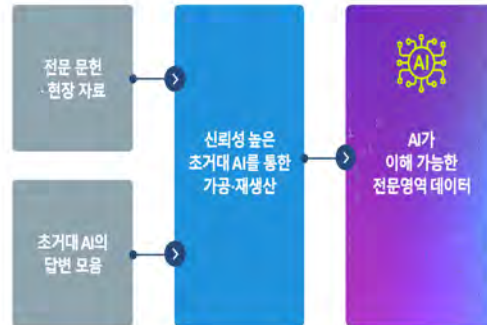 전문 문헌
·현장 자료
초거대 AI의
답변 모음
신뢰성 높은
초거대 AI를 통한
가공·재생산
AI
AI가
이해 가능한
전문영역 데이터